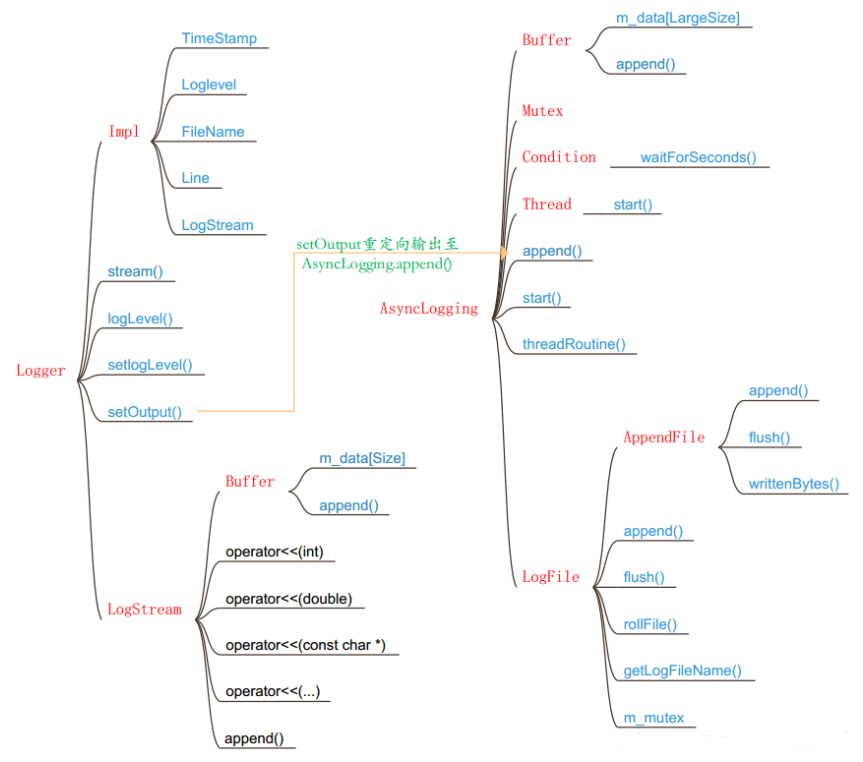 Logger
Impl
TimeStamp
Loglevel
FileName
Line
LogStream
stream()
logLevel()
setlogLevel()
setOutput()
LogStream
Buffer
m_data[Size]
append()
operator<<(int)
operator<<(double)
operator<<(const char *)
operator<<(...)
append()
setOutput重定向输出至
AsyncLogging.append()
AsyncLogging
Buffer
m_data[LargeSize]
append()
Mutex
Condition
waitForSeconds()
Thread
start()
append()
start()
threadRoutine()
LogFile
AppendFile
append()
flush()
writtenBytes()
append()
flush()
rollFile()
getLogFileName()
m_mutex